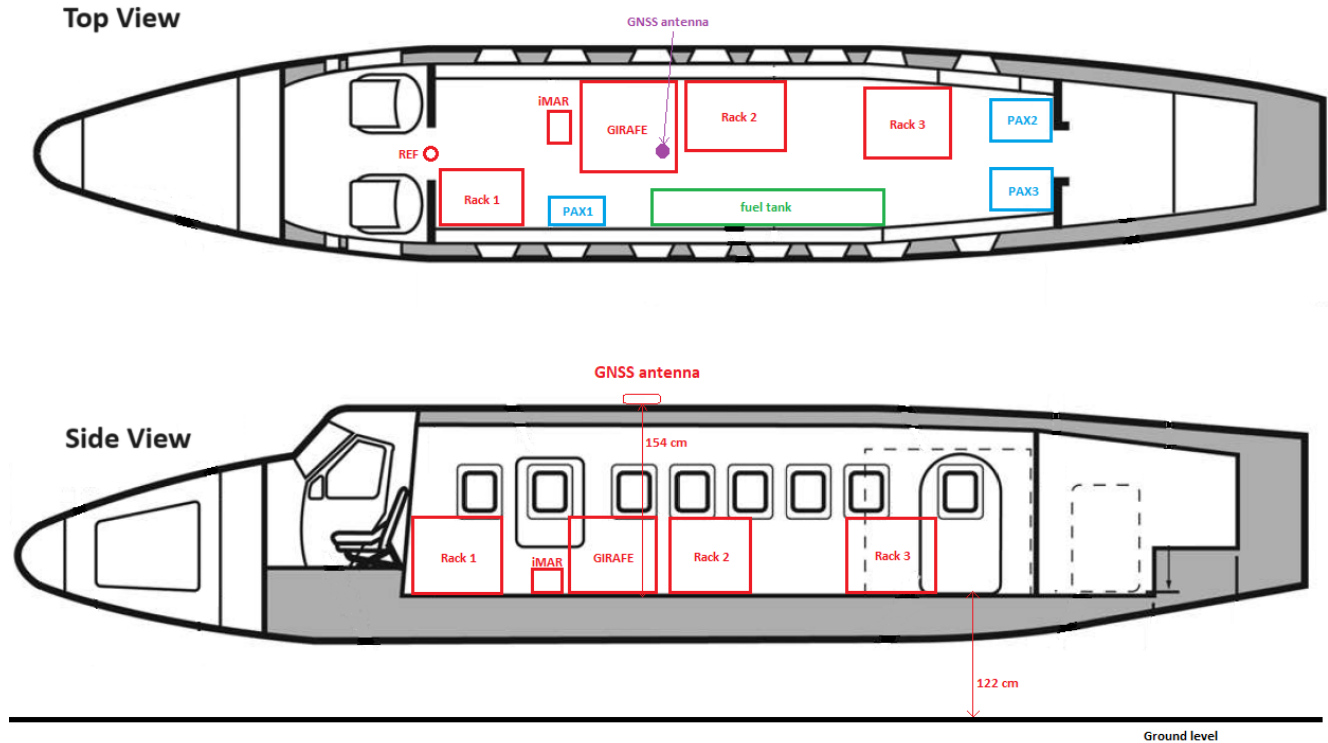 Top View
GNSS antenna
iMAR
GIRAFE
Rack 2
Rack 3
PAX2
REF
Rack 1
PAX1
fuel tank
PAX3
GNSS antenna
Side View
154 cm
Rack 1
iMAR
GIRAFE
Rack 2
Rack 3
122 cm
Ground level